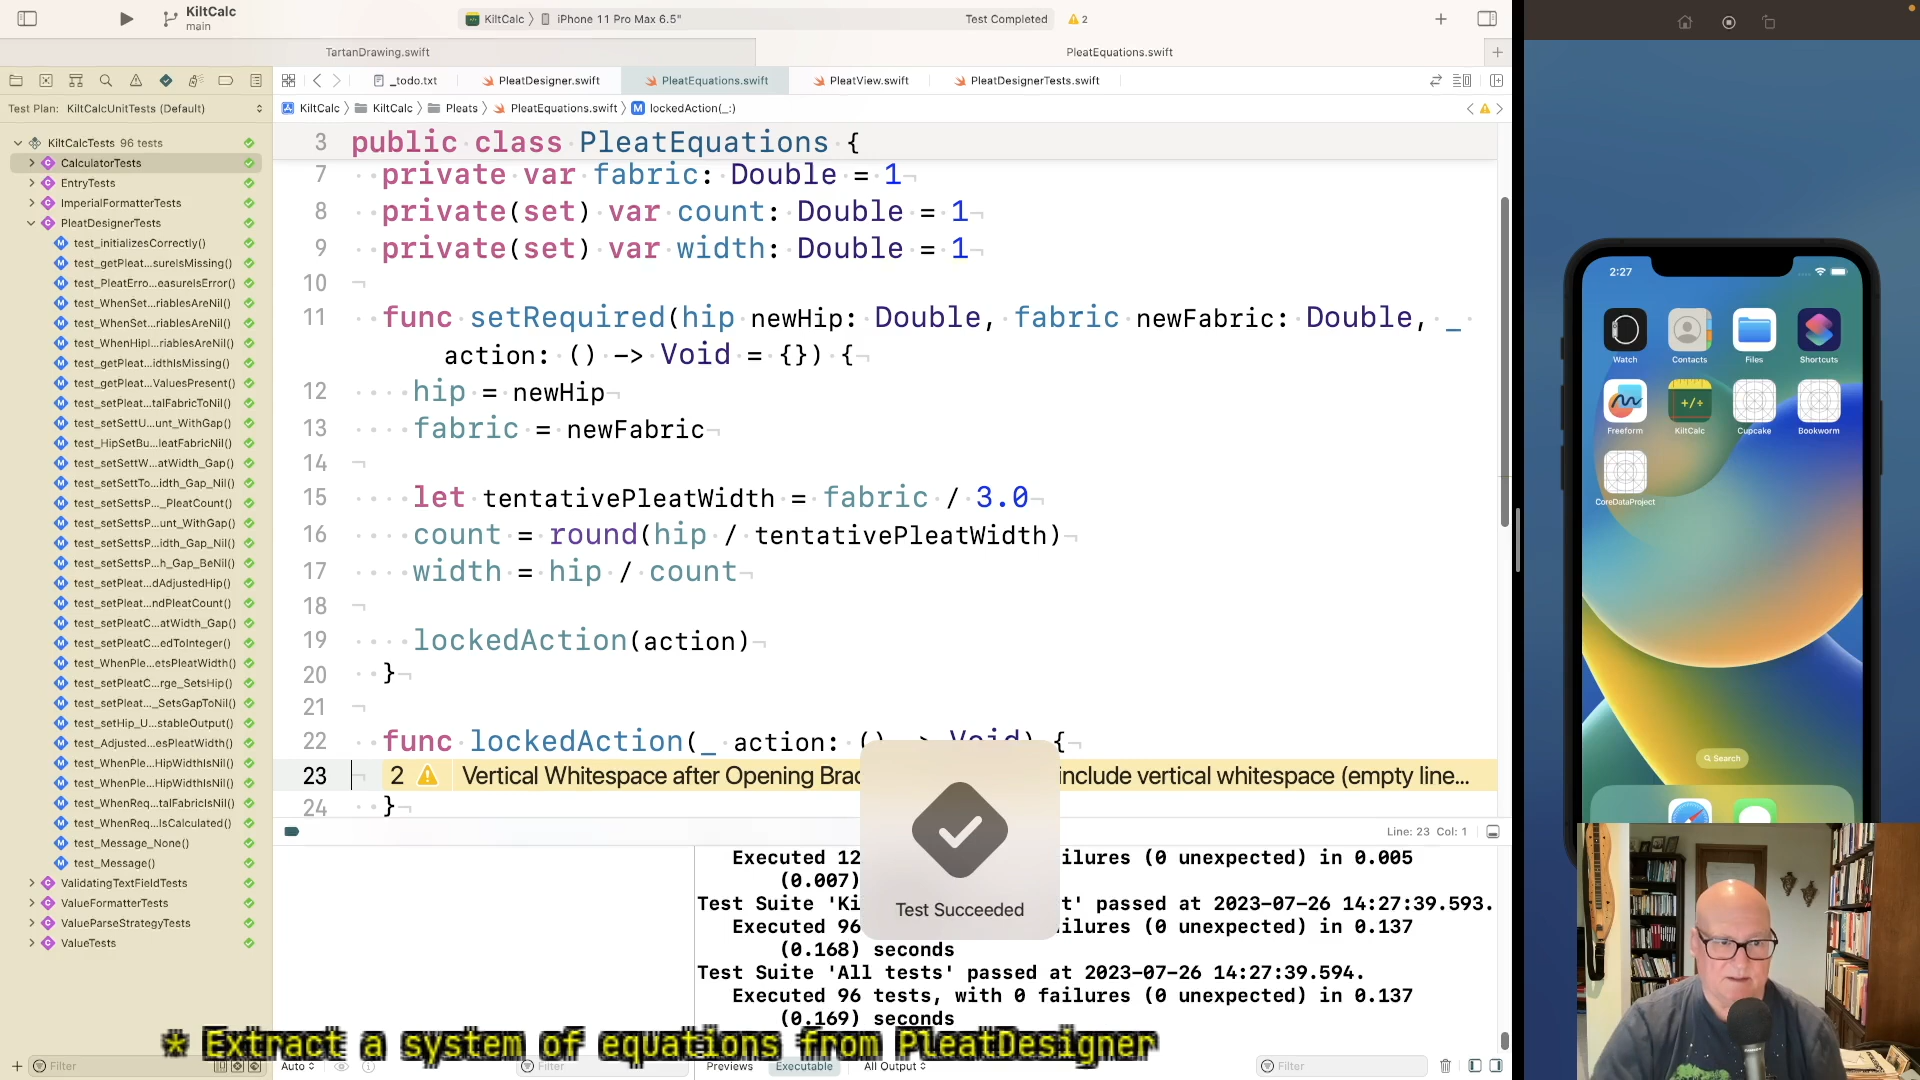 KiltCalc
main
KiltCalc
iPhone 11 Pro Max 6.5"
Test Completed
2
TartanDrawing.swift
PleatEquations.swift
_todo.txt
PleatDesigner.swift
PleatEquations.swift
PleatView.swift
PleatDesignerTests.swift
Test Plan: KiltCalcUnitTests (Default)
KiltCalc
KiltCalc
Pleats
PleatEquations.swift
M lockedAction(_:)
KiltCalcTests 96 tests
CalculatorTests
EntryTests
ImperialFormatterTests
PleatDesignerTests
test_initializesCorrectly()
test_getPleat...sureIsMissing()
test_PleatErro...easureIsError()
test_WhenSet...riablesAreNil()
test_WhenSet...riablesAreNil()
test_WhenHipI...riablesAreNil()
test_getPleat...idthIsMissing()
test_getPleat...ValuesPresent()
test_setPleat...talFabricToNil()
test_setSettU...unt_WithGap()
test_HipSetBu...leatFabricNil()
test_setSettW...atWidth_Gap()
test_setSettTo...idth_Gap_Nil()
test_setSettsP..._PleatCount()
test_setSettsP...unt_WithGap()
test_setSettsP...idth_Gap_Nil()
test_setSettsP...h_Gap_BeNil()
test_setPleat...dAdjustedHip()
test_setPleat...ndPleatCount()
test_setPleatC...atWidth_Gap()
test_setPleatC...edToInteger()
test_WhenPle...etsPleatWidth()
test_setPleatC...rge_SetsHip()
test_setPleat..._SetsGapToNil()
test_setHip_U...stableOutput()
test_Adjusted...esPleatWidth()
test_WhenPle...HipWidthIsNil()
test_WhenPle...HipWidthIsNil()
test_WhenReq...talFabricIsNil()
test_WhenReq...IsCalculated()
test_Message_None()
test_Message()
ValidatingTextFieldTests
ValueFormatterTests
ValueParseStrategyTests
ValueTests
Filter
3 public class PleatEquations {
7 private var fabric: Double = 1
8 private(set) var count: Double = 1
9 private(set) var width: Double = 1
10
11 func setRequired(hip newHip: Double, fabric newFabric: Double, _
action: () -> Void = {}) {
12 hip = newHip
13 fabric = newFabric
14
15 let tentativePleatWidth = fabric / 3.0
16 count = round(hip / tentativePleatWidth)
17 width = hip / count
18
19 lockedAction(action)
20 }
21
22 func lockedAction(_ action: () -> Void) {
23 2 Vertical Whitespace after Opening Brac include vertical whitespace (empty line...
24 }
Line: 23 Col: 1
Executed 12 ilures (0 unexpected) in 0.005
(0.007)
Test Suite 'Ki t' passed at 2023-07-26 14:27:39.593.
Executed 96 ilures (0 unexpected) in 0.137
(0.168) seconds
Test Suite 'All tests' passed at 2023-07-26 14:27:39.594.
Executed 96 tests, with 0 failures (0 unexpected) in 0.137
(0.169) seconds
Test Succeeded
* Extract a system of equations from PleatDesigner
Auto
Filter
Previews
Executable
All Output
Filter
2:27
Watch
Contacts
Files
Shortcuts
+/÷
Freeform
KiltCalc
Cupcake
Bookworm
CoreDataProject
Search